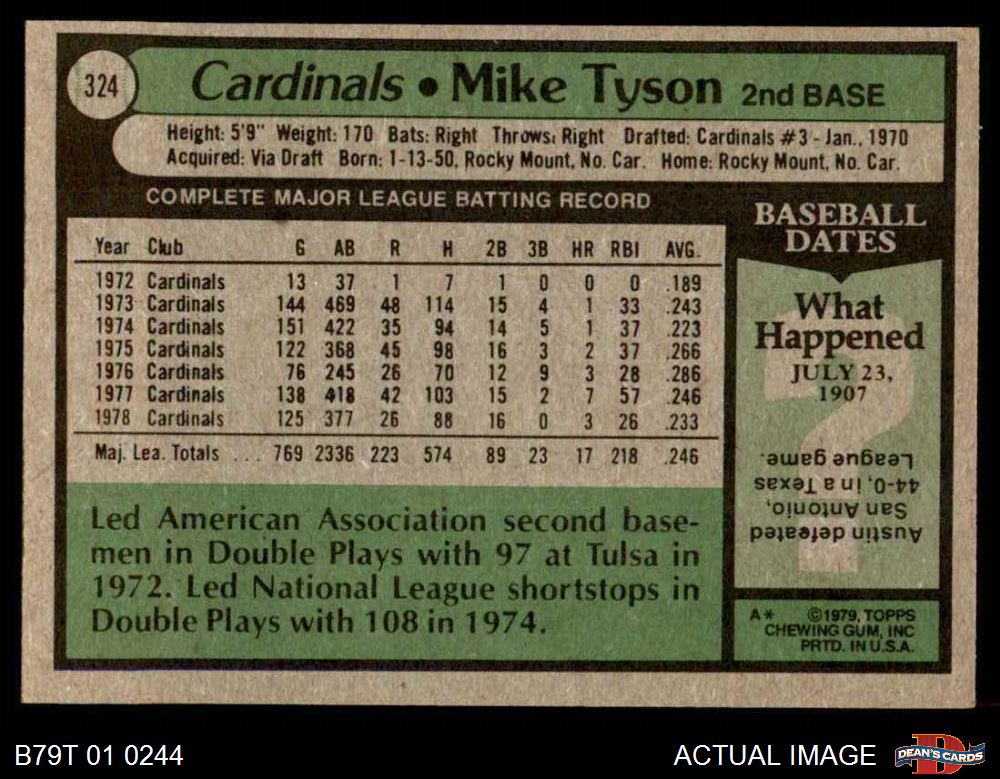 324
Cardinals • Mike Tyson 2nd BASE
Height: 5'9" Weight: 170 Bats: Right Throws: Right Drafted: Cardinals #3 - Jan., 1970
Acquired: Via Draft Born: 1-13-50, Rocky Mount, No. Car. Home: Rocky Mount, No. Car.
COMPLETE MAJOR LEAGUE BATTING RECORD
Year Club G AB R H 2B 3B HR RBI AVG.
1972 Cardinals 13 37 1 7 1 0 0 0 .189
1973 Cardinals 144 469 48 114 15 4 1 33 .243
1974 Cardinals 151 422 35 94 14 5 1 37 .223
1975 Cardinals 122 368 45 98 16 3 2 37 .266
1976 Cardinals 76 245 26 70 12 9 3 28 .286
1977 Cardinals 138 418 42 103 15 2 7 57 .246
1978 Cardinals 125 377 26 88 16 0 3 26 .233
Maj. Lea. Totals ... 769 2336 223 574 89 23 17 218 .246
Led American Association second base-
men in Double Plays with 97 at Tulsa in
1972. Led National League shortstops in
Double Plays with 108 in 1974.
BASEBALL
DATES
What
Happened
JULY 23,
1907
Austin defeated
San Antonio,
44-0, in a Texas
League game.
A* ©1979, TOPPS
CHEWING GUM, INC
PRTD. IN U.S.A.
B79T 01 0244
ACTUAL IMAGE
DEAN'S CARDS